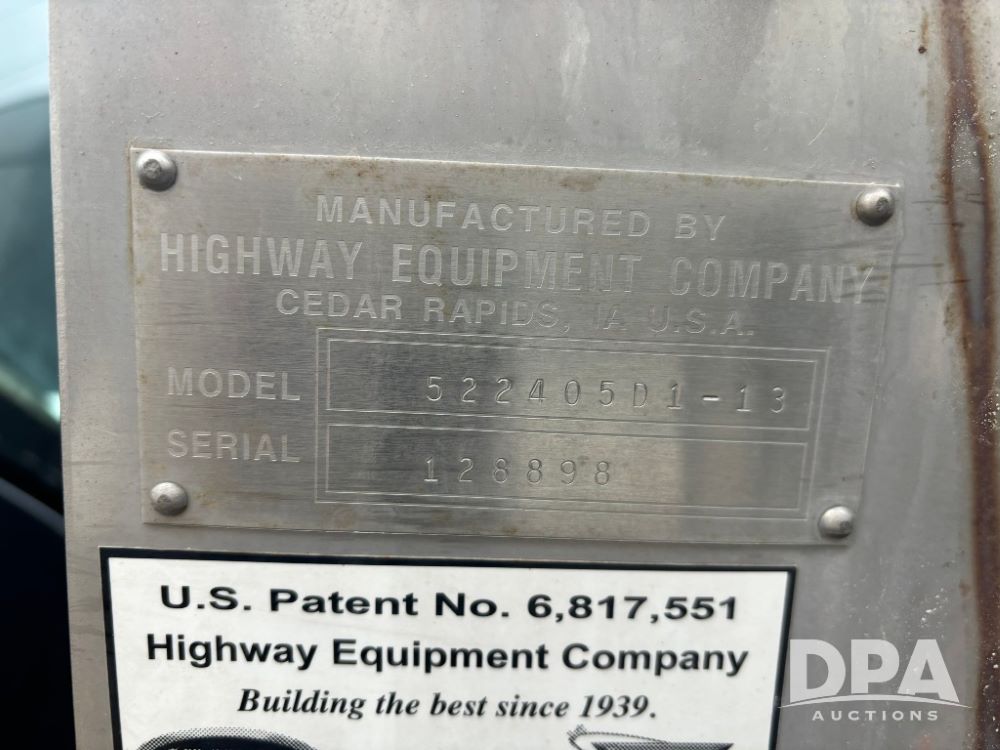 MANUFACTURED BY
HIGHWAY EQUIPMENT COMPANY
CEDAR RAPIDS, IA U.S.A.
MODEL 522405D1-13
SERIAL 128898
U.S. Patent No. 6,817,551
Highway Equipment Company
Building the best since 1939.
DPA
AUCTIONS